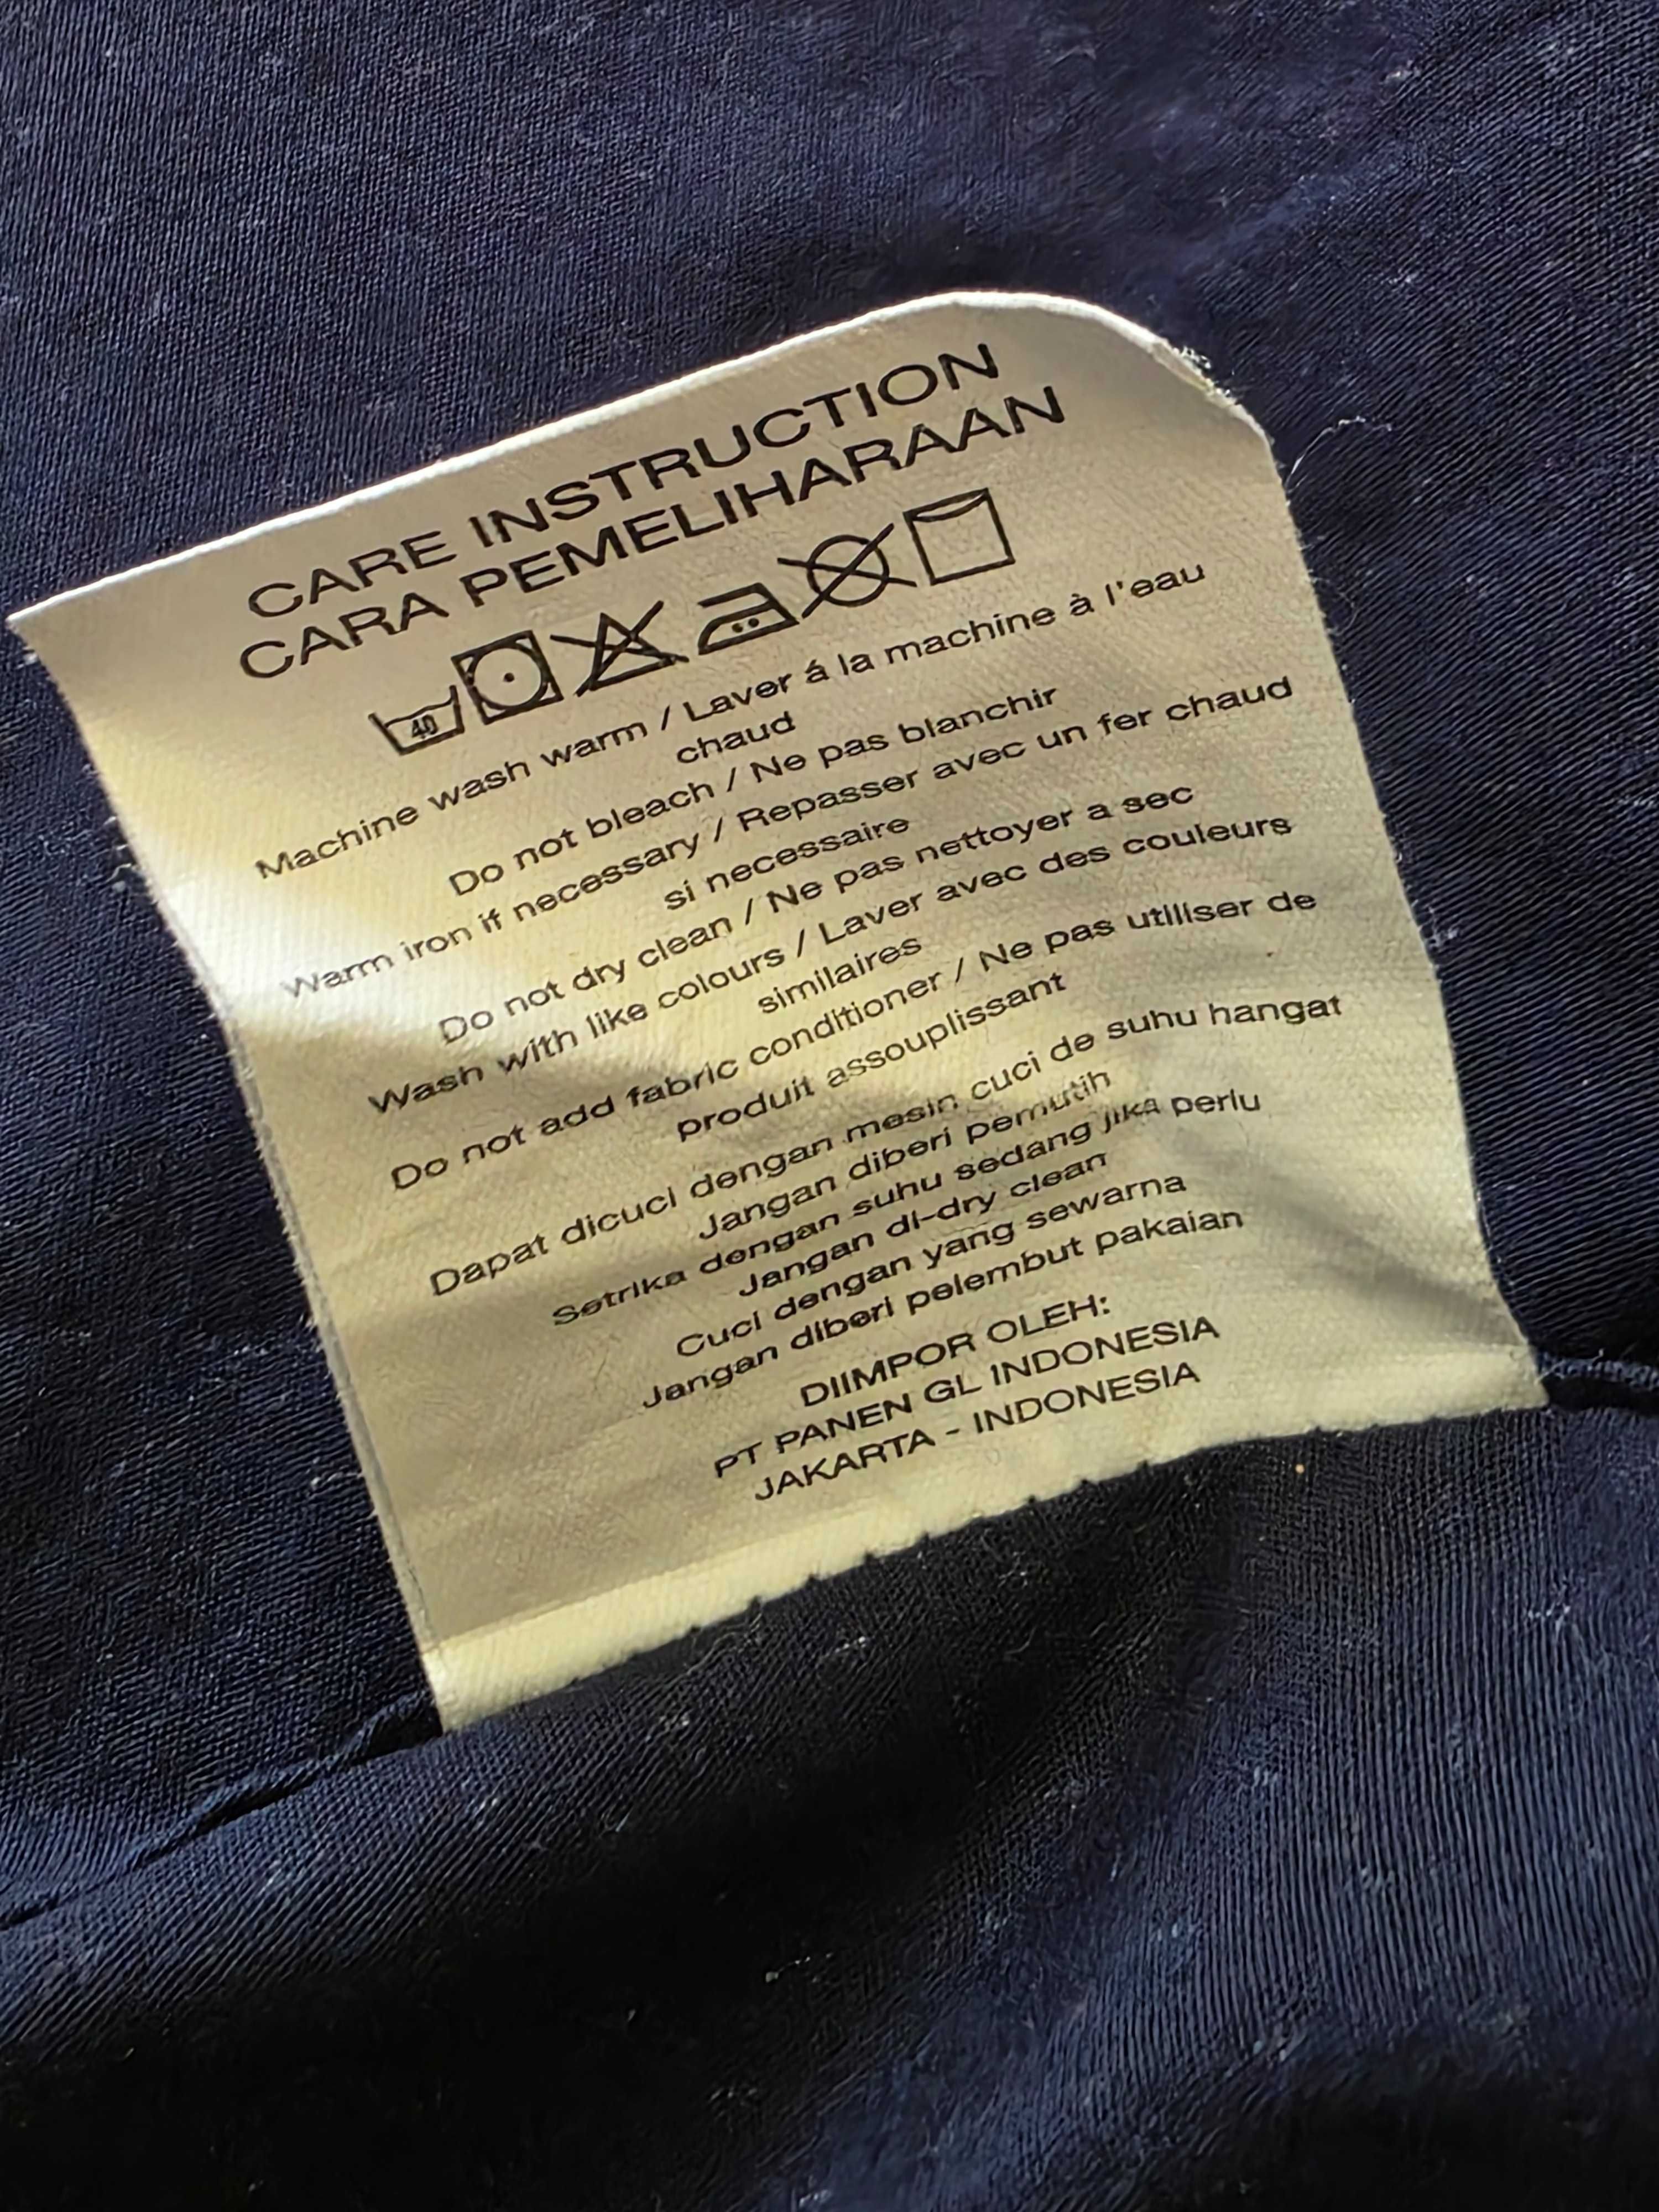 CARE INSTRUCTION
CARA PEMELIHARAAN
40
Machine wash warm / Laver á la machine à l'eau
chaud
Do not bleach / Ne pas blanchir
Warm iron if necessary / Repasser avec un fer chaud
si necessaire
Do not dry clean / Ne pas nettoyer a sec
Wash with like colours / Laver avec des couleurs
similaires
Do not add fabric conditioner / Ne pas utiliser de
produit assouplissant
Dapat dicuci dengan mesin cuci de suhu hangat
Jangan diberi pemutih
Setrika dengan suhu sedang jika perlu
Jangan di-dry clean
Cuci dengan yang sewarna
Jangan diberi pelembut pakaian
DIIMPOR OLEH:
PT PANEN GL INDONESIA
JAKARTA - INDONESIA